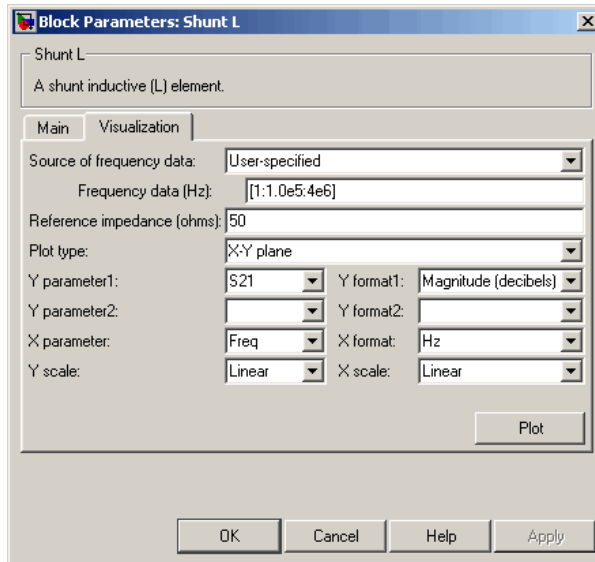 Block Parameters: Shunt L
Shunt L
A shunt inductive (L) element.
Main Visualization
Source of frequency data: User-specified
Frequency data (Hz): [1:1.0e5:4e6]
Reference impedance (ohms): 50
Plot type: X-Y plane
Y parameter1: S21 Y format1: Magnitude (decibels)
Y parameter2: Y format2:
X parameter: Freq X format: Hz
Y scale: Linear X scale: Linear
Plot
OK Cancel Help Apply